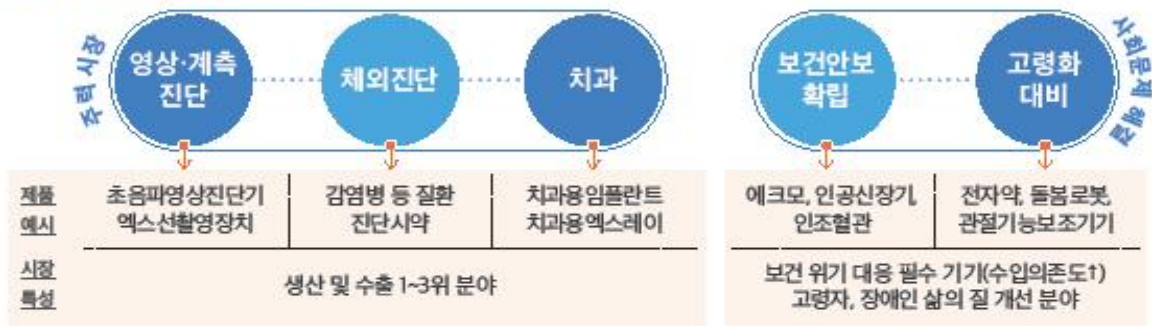 주력 시장
영상·계측
진단
체외진단
치과
보건안보
확립
고령화
대비
사회문제 해결
제품
예시
초음파영상진단기
엑스선촬영장치
감염병 등 질환
진단시약
치과용임플란트
치과용엑스레이
에크모, 인공신장기,
인조혈관
전자약, 돌봄로봇,
관절기능보조기기
시장
특성
생산 및 수출 1~3위 분야
보건 위기 대응 필수 기기(수입의존도↑)
고령자, 장애인 삶의 질 개선 분야